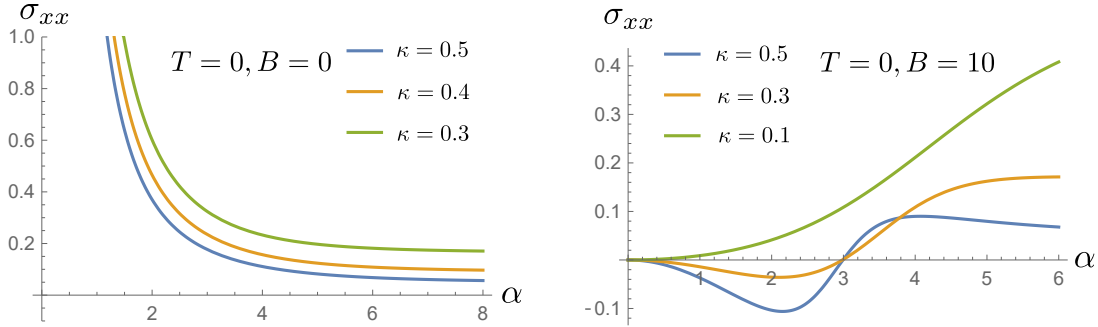 σxx
1.0
0.8
0.6
0.4
0.2
2
4
6
8
α
T = 0, B = 0
κ = 0.5
κ = 0.4
κ = 0.3
σxx
0.4
0.3
0.2
0.1
-0.1
1
2
3
4
5
6
α
κ = 0.5
κ = 0.3
κ = 0.1
T = 0, B = 10